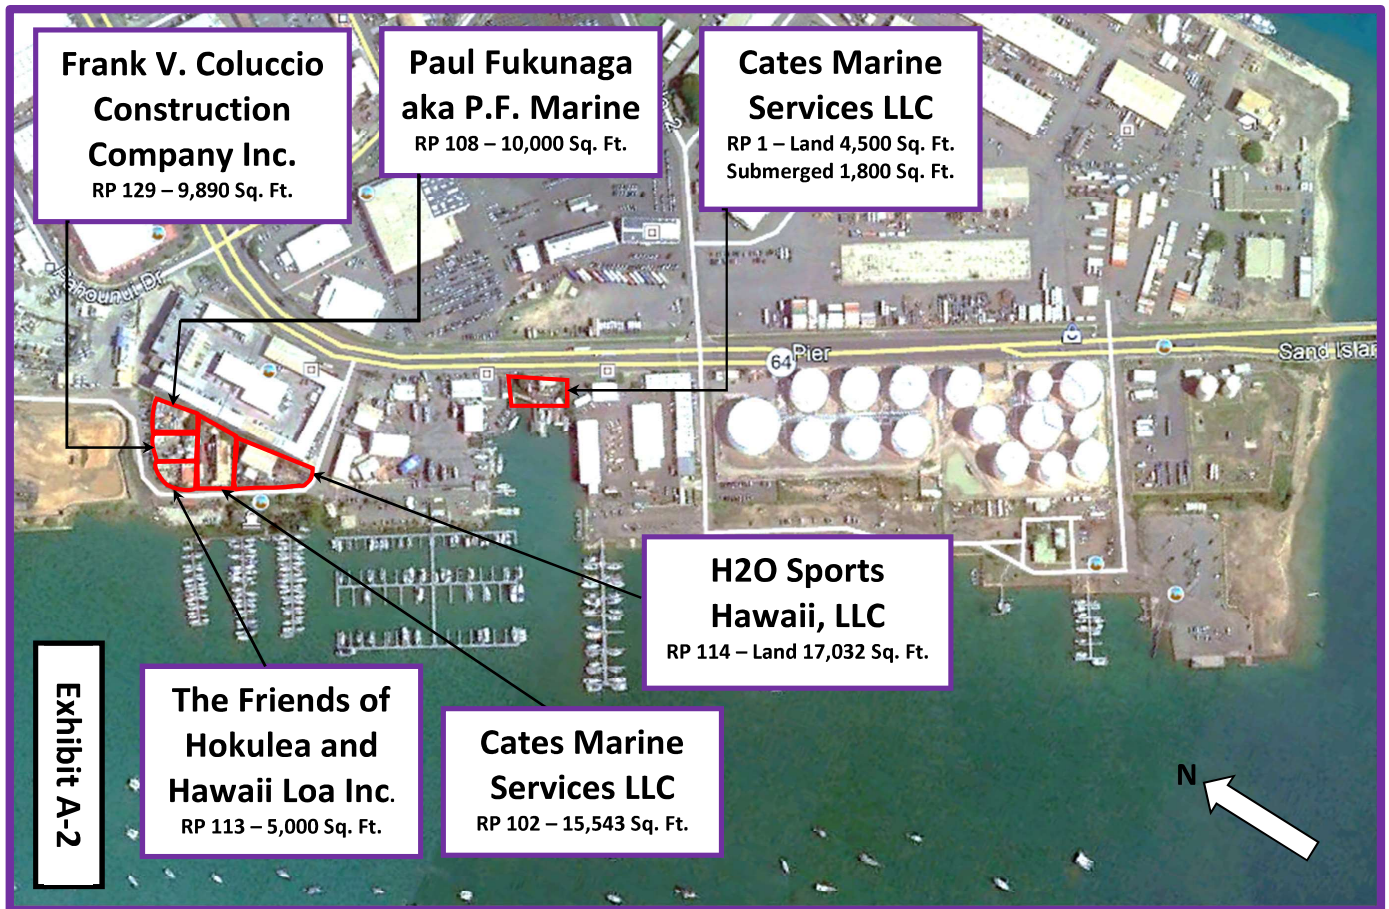 Frank V. Coluccio
Construction
Company Inc.
RP 129 – 9,890 Sq. Ft.
Paul Fukunaga
aka P.F. Marine
RP 108 – 10,000 Sq. Ft.
Cates Marine
Services LLC
RP 1 – Land 4,500 Sq. Ft.
Submerged 1,800 Sq. Ft.
2
Pahounui Dr
64
Pier
Sand Islan
H2O Sports
Hawaii, LLC
RP 114 – Land 17,032 Sq. Ft.
The Friends of
Hokulea and
Hawaii Loa Inc.
RP 113 – 5,000 Sq. Ft.
Cates Marine
Services LLC
RP 102 – 15,543 Sq. Ft.
Exhibit A-2
N